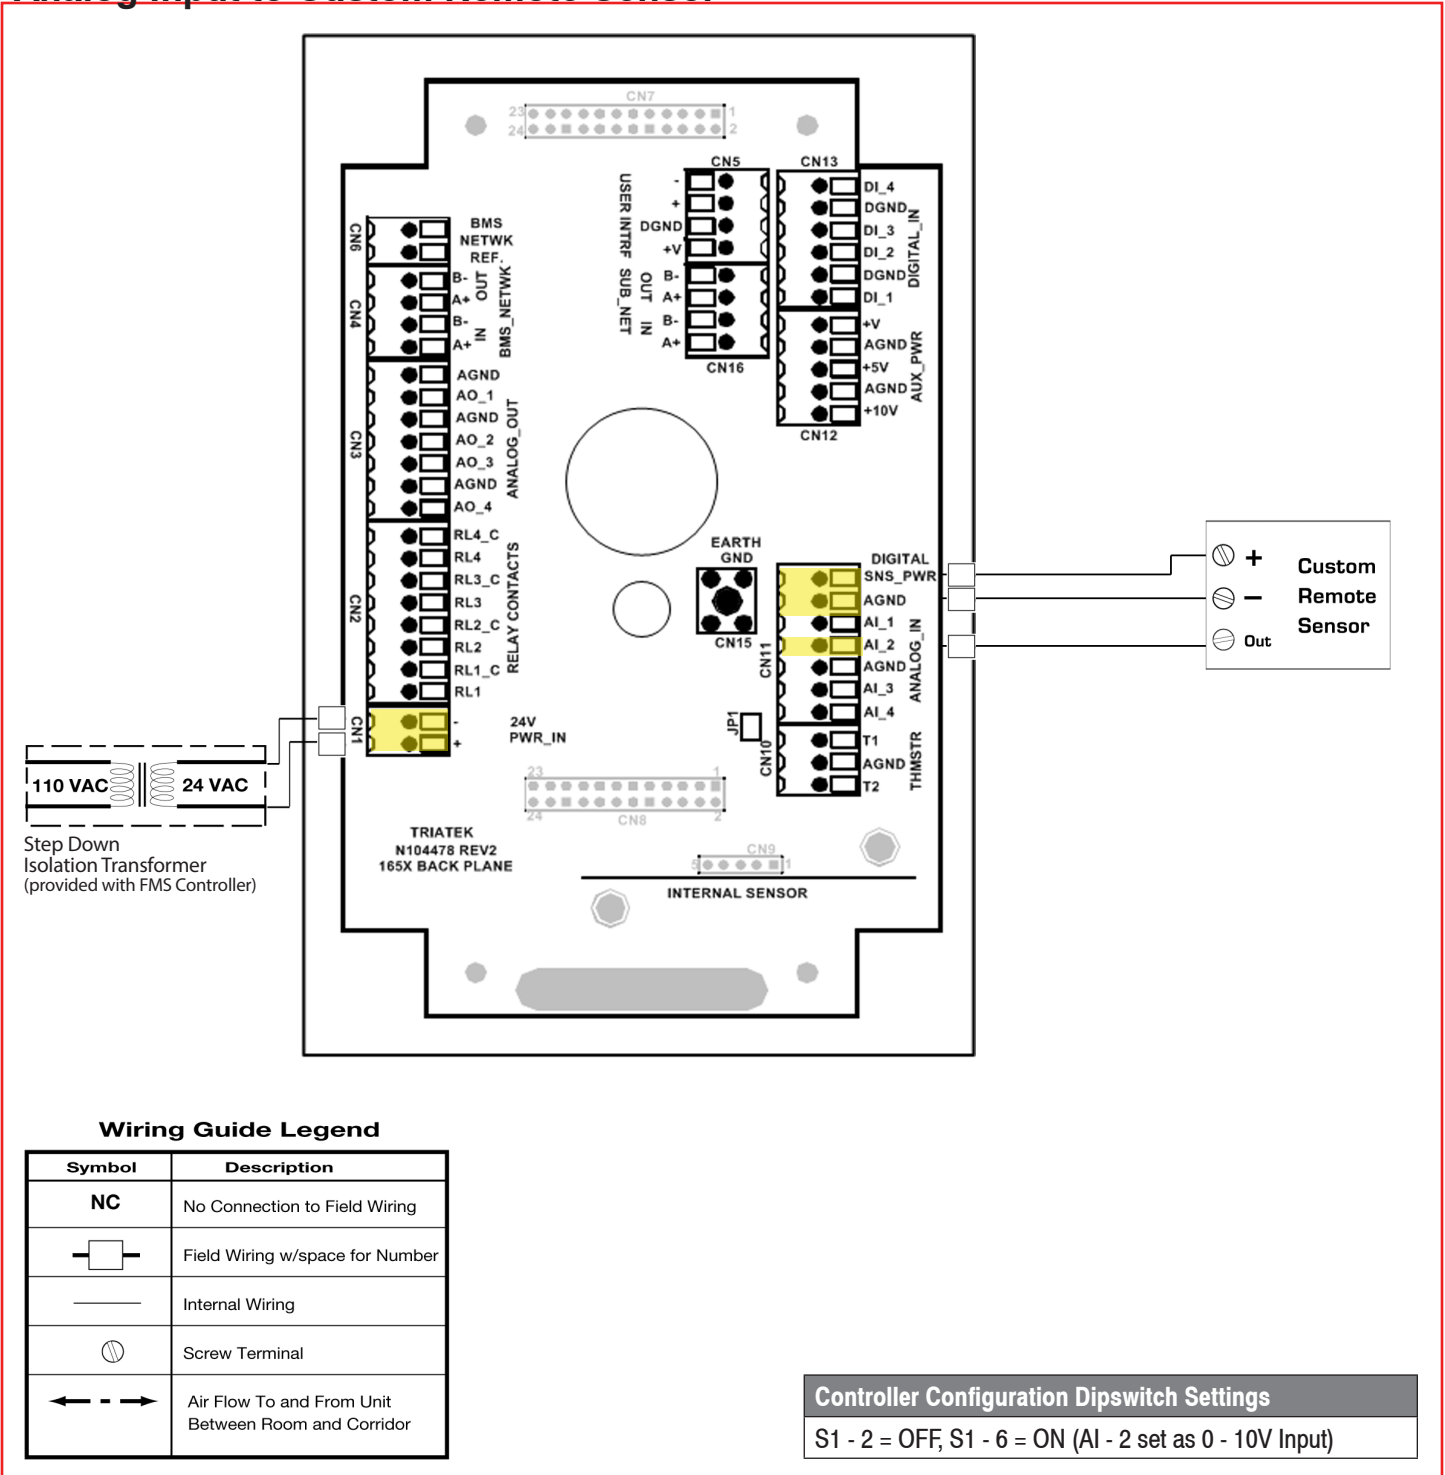 Analog Input to Custom Remote Sensor
CN7
23
1
24
2
CN5
CN13
USER INTRF
-
+
DGND
+V
DI_4
DGND
DI_3
DI_2
DGND
DI_1
DIGITAL_IN
CN6
BMS
NETWK
REF.
CN4
B-
A+
OUT
B-
A+
IN
BMS_NETWK
SUB_NET
OUT
IN
B-
A+
B-
A+
CN16
+V
AGND
+5V
AGND
+10V
AUX_PWR
CN12
CN3
AGND
AO_1
AGND
AO_2
AO_3
AGND
AO_4
ANALOG_OUT
CN2
RL4_C
RL4
RL3_C
RL3
RL2_C
RL2
RL1_C
RL1
RELAY CONTACTS
EARTH
GND
CN15
DIGITAL
SNS_PWR
AGND
AI_1
AI_2
AGND
AI_3
AI_4
CN11
ANALOG_IN
+
−
Out
Custom
Remote
Sensor
CN1
-
+
24V
PWR_IN
JP1
CN10
T1
AGND
T2
THMSTR
110 VAC
24 VAC
Step Down
Isolation Transformer
(provided with FMS Controller)
23
1
24
2
CN8
TRIATEK
N104478 REV2
165X BACK PLANE
CN9
5
1
INTERNAL SENSOR
Wiring Guide Legend
Symbol
Description
NC
No Connection to Field Wiring
Field Wiring w/space for Number
Internal Wiring
Screw Terminal
Air Flow To and From Unit
Between Room and Corridor
Controller Configuration Dipswitch Settings
S1 - 2 = OFF, S1 - 6 = ON (AI - 2 set as 0 - 10V Input)